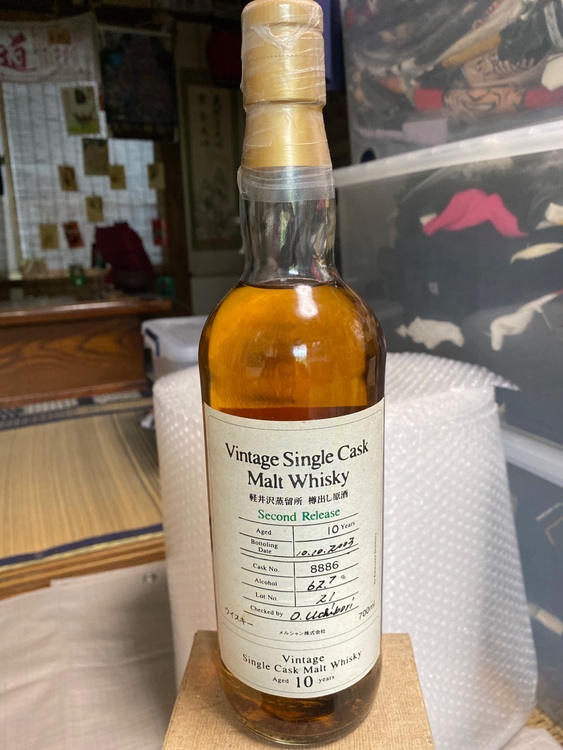 道
Vintage Single Cask
Malt Whisky
軽井沢蒸留所 樽出し原酒
Second Release
Aged 10 Years
Bottoling Date 10.10.2003
Cask No. 8886
Alcohol 62.7 %
Lot No. 21
Checked by O. Uchibori
ウイスキー 700ml
メルシャン株式会社
Vintage
Single Cask Malt Whisky
Aged 10 years